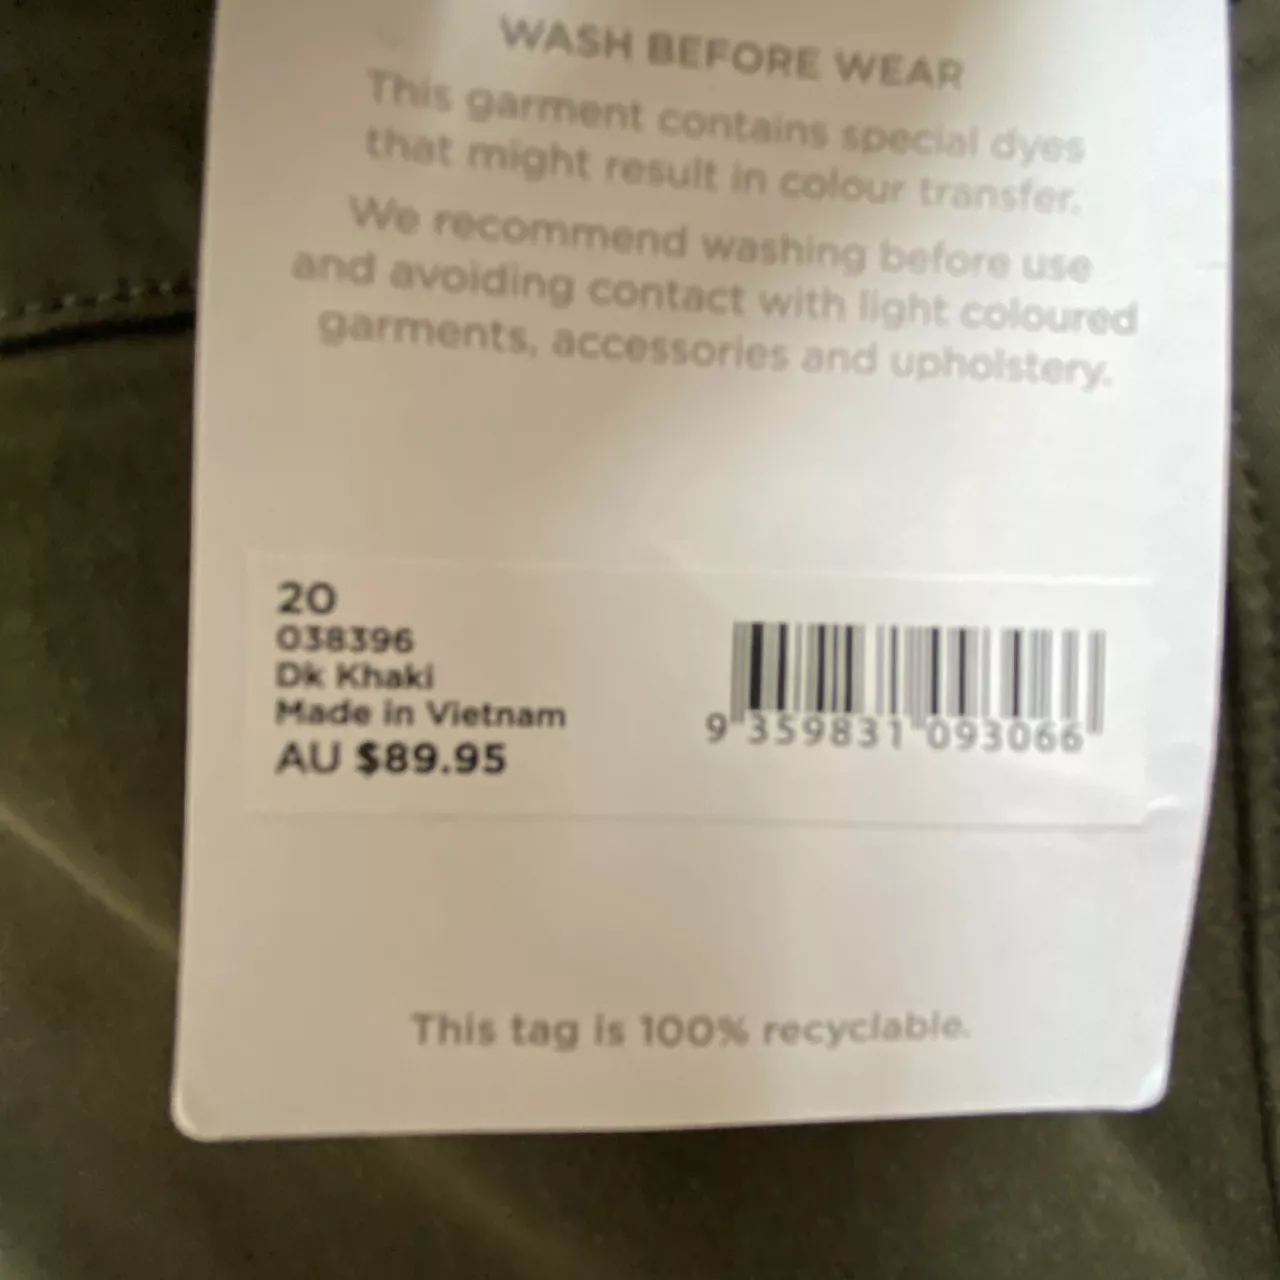 WASH BEFORE WEAR
This garment contains special dyes
that might result in colour transfer.
We recommend washing before use
and avoiding contact with light coloured
garments, accessories and upholstery.
20
038396
Dk Khaki
Made in Vietnam
AU $89.95
9 359831 093066
This tag is 100% recyclable.